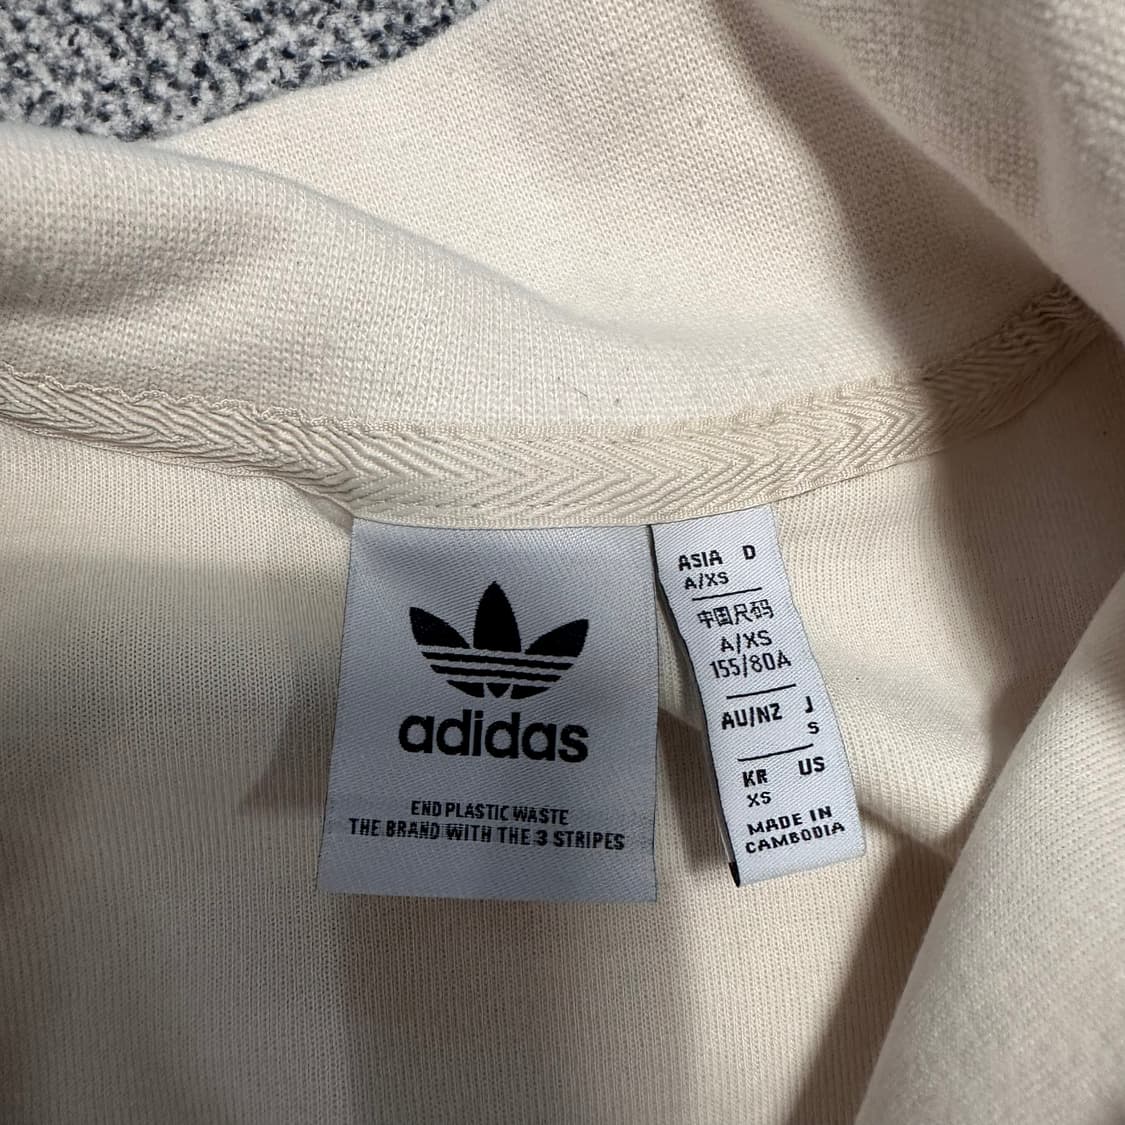 adidas
END PLASTIC WASTE
THE BRAND WITH THE 3 STRIPES
ASIA D
A/XS
中国尺码
A/XS
155/80A
AU/NZ J
S
KR US
XS
MADE IN
CAMBODIA